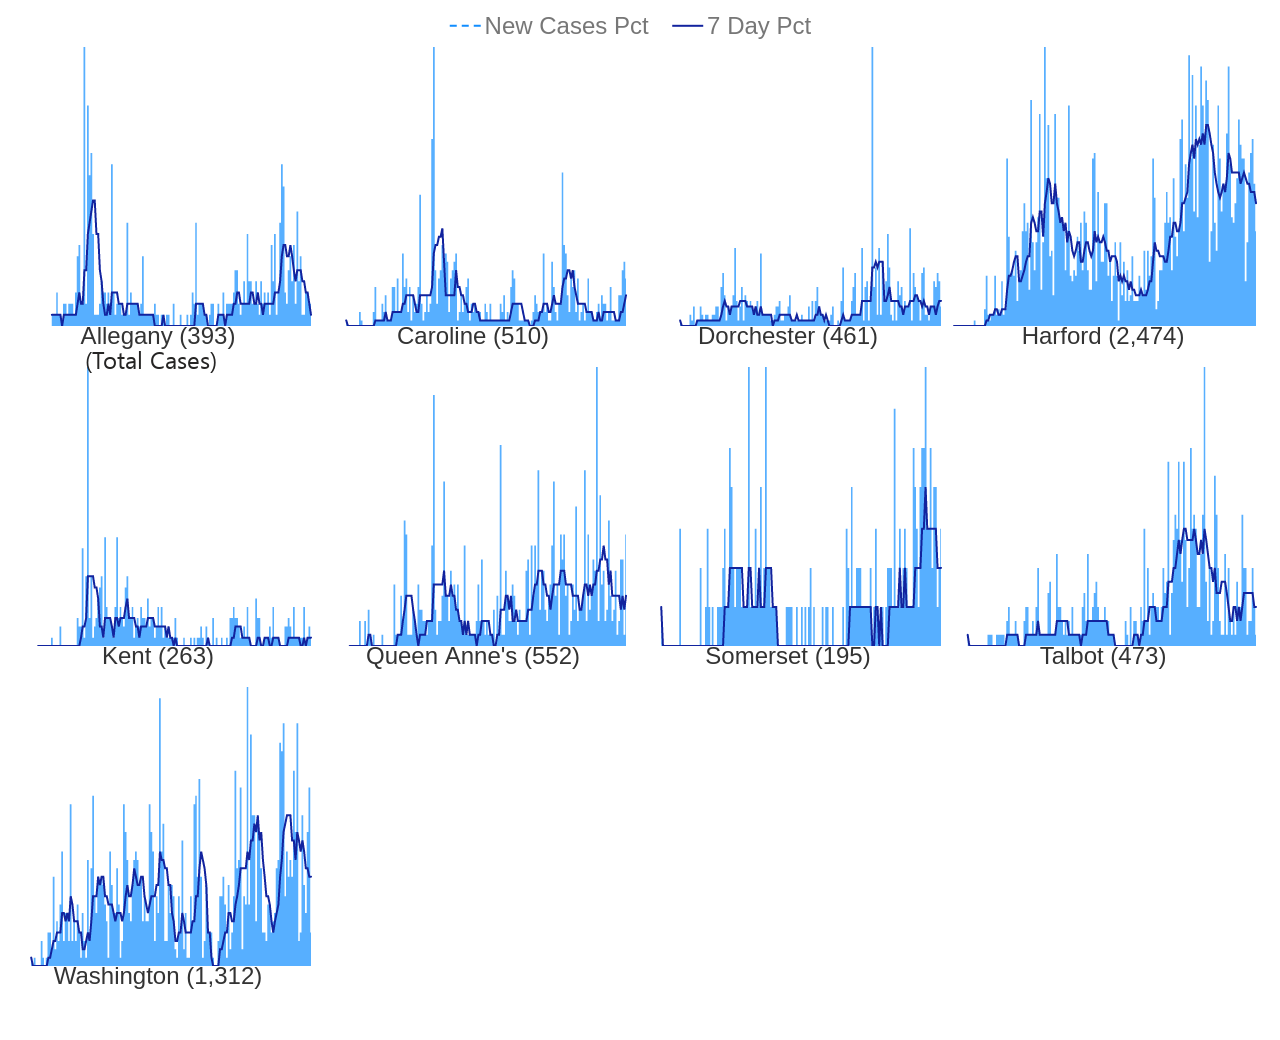 New Cases Pct 7 Day Pct
Allegany (393) Caroline (510) Dorchester (461) Harford (2,474)
(Total Cases)
Kent (263) Queen Anne's (552) Somerset (195) Talbot (473)
Washington (1,312)